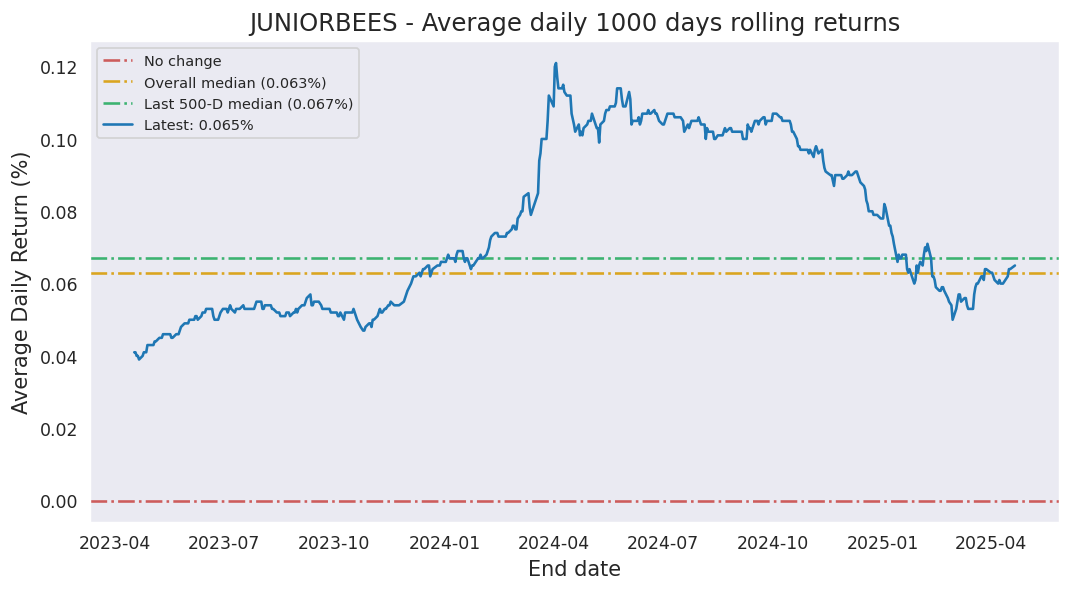 JUNIORBEES - Average daily 1000 days rolling returns
No change
Overall median (0.063%)
Last 500-D median (0.067%)
Latest: 0.065%
Average Daily Return (%)
0.12
0.10
0.08
0.06
0.04
0.02
0.00
2023-04 2023-07 2023-10 2024-01 2024-04 2024-07 2024-10 2025-01 2025-04
End date